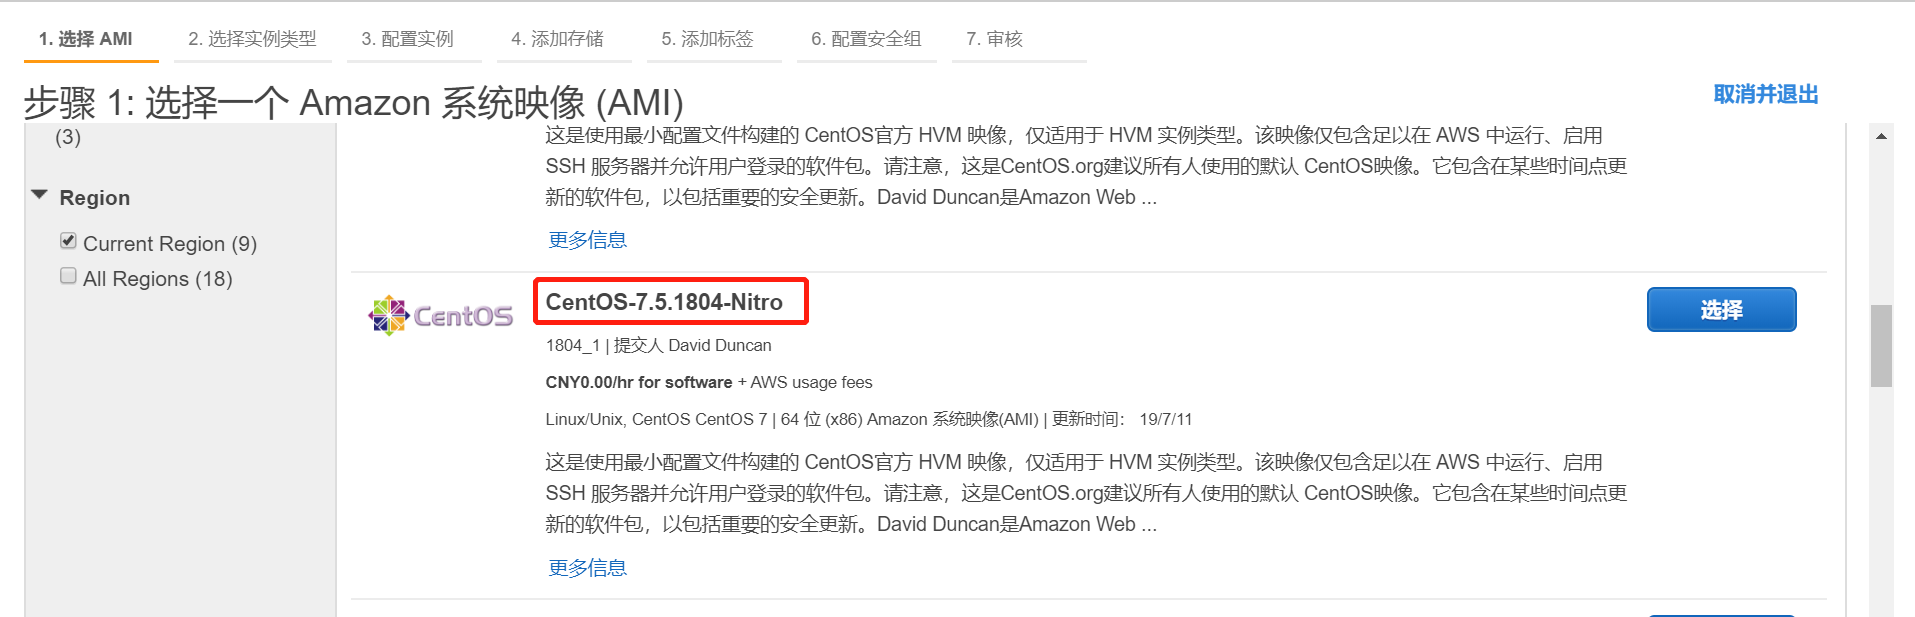 1. 选择 AMI
2. 选择实例类型
3. 配置实例
4. 添加存储
5. 添加标签
6. 配置安全组
7. 审核
步骤 1: 选择一个 Amazon 系统映像 (AMI)
取消并退出
(3)
Region
Current Region (9)
All Regions (18)
这是使用最小配置文件构建的 CentOS官方 HVM 映像，仅适用于 HVM 实例类型。该映像仅包含足以在 AWS 中运行、启用
SSH 服务器并允许用户登录的软件包。请注意，这是CentOS.org建议所有人使用的默认 CentOS映像。它包含在某些时间点更
新的软件包，以包括重要的安全更新。David Duncan是Amazon Web ...
更多信息
CentOS
CentOS-7.5.1804-Nitro
选择
1804_1 | 提交人 David Duncan
CNY0.00/hr for software + AWS usage fees
Linux/Unix, CentOS CentOS 7 | 64 位 (x86) Amazon 系统映像(AMI) | 更新时间： 19/7/11
这是使用最小配置文件构建的 CentOS官方 HVM 映像，仅适用于 HVM 实例类型。该映像仅包含足以在 AWS 中运行、启用
SSH 服务器并允许用户登录的软件包。请注意，这是CentOS.org建议所有人使用的默认 CentOS映像。它包含在某些时间点更
新的软件包，以包括重要的安全更新。David Duncan是Amazon Web ...
更多信息